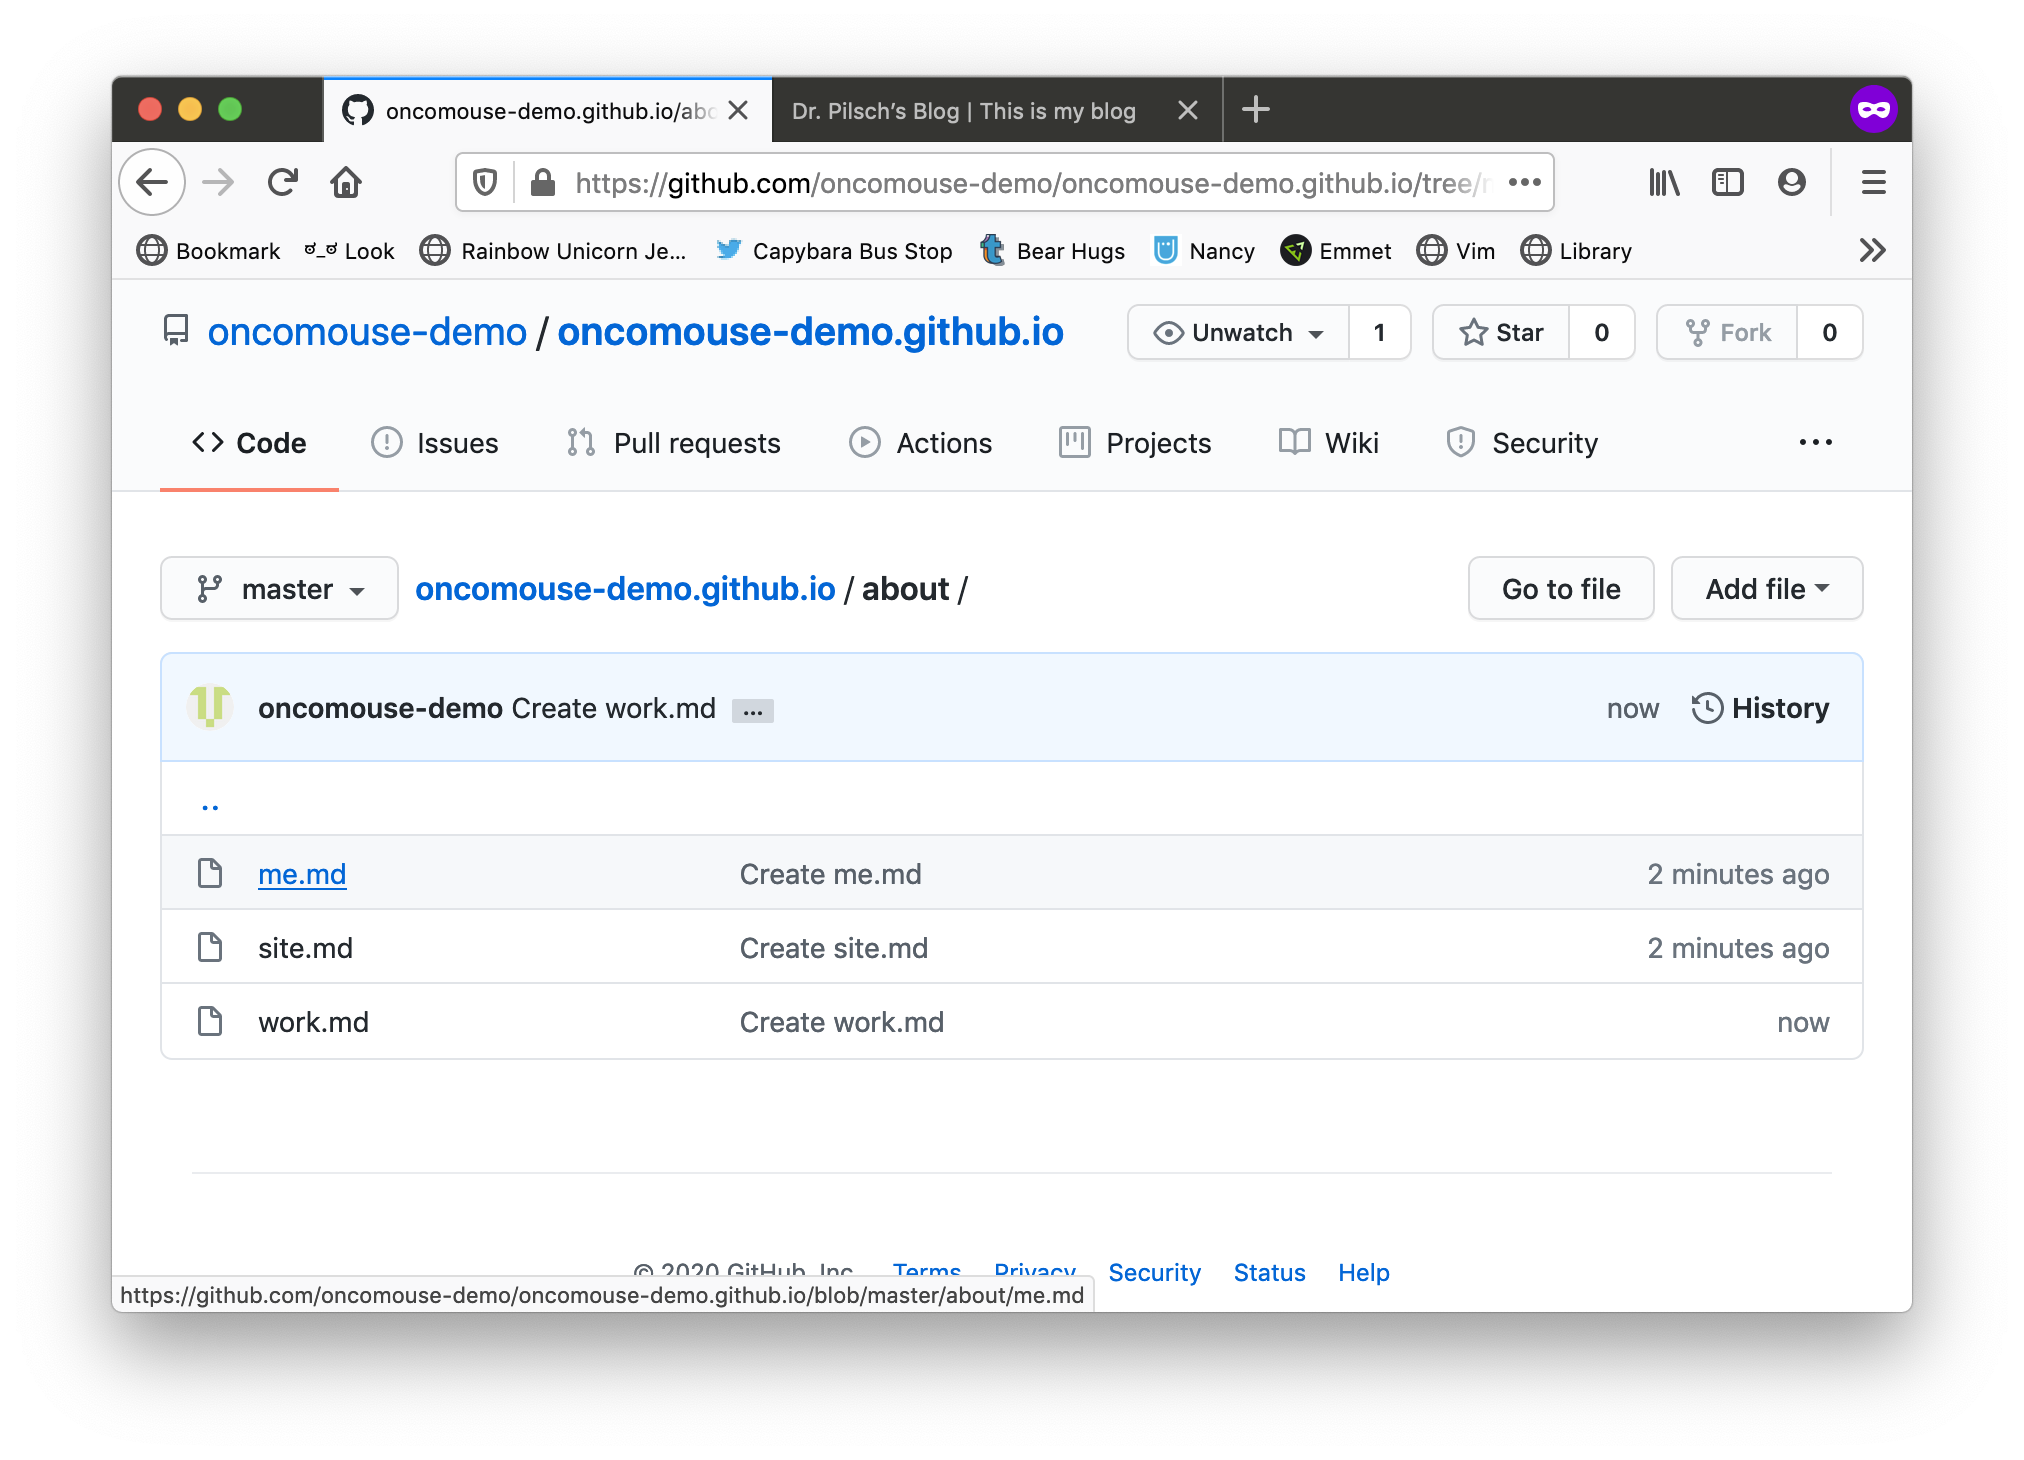 oncomouse-demo.github.io/abo
Dr. Pilsch’s Blog | This is my blog
https://github.com/oncomouse-demo/oncomouse-demo.github.io/tree/
Bookmark Look Rainbow Unicorn Je... Capybara Bus Stop Bear Hugs Nancy Emmet Vim Library
oncomouse-demo / oncomouse-demo.github.io
Unwatch 1 Star 0 Fork 0
Code Issues Pull requests Actions Projects Wiki Security
master oncomouse-demo.github.io / about / Go to file Add file
oncomouse-demo Create work.md ... now History
..
me.md Create me.md 2 minutes ago
site.md Create site.md 2 minutes ago
work.md Create work.md now
© 2020 GitHub, Inc. Terms Privacy Security Status Help
https://github.com/oncomouse-demo/oncomouse-demo.github.io/blob/master/about/me.md